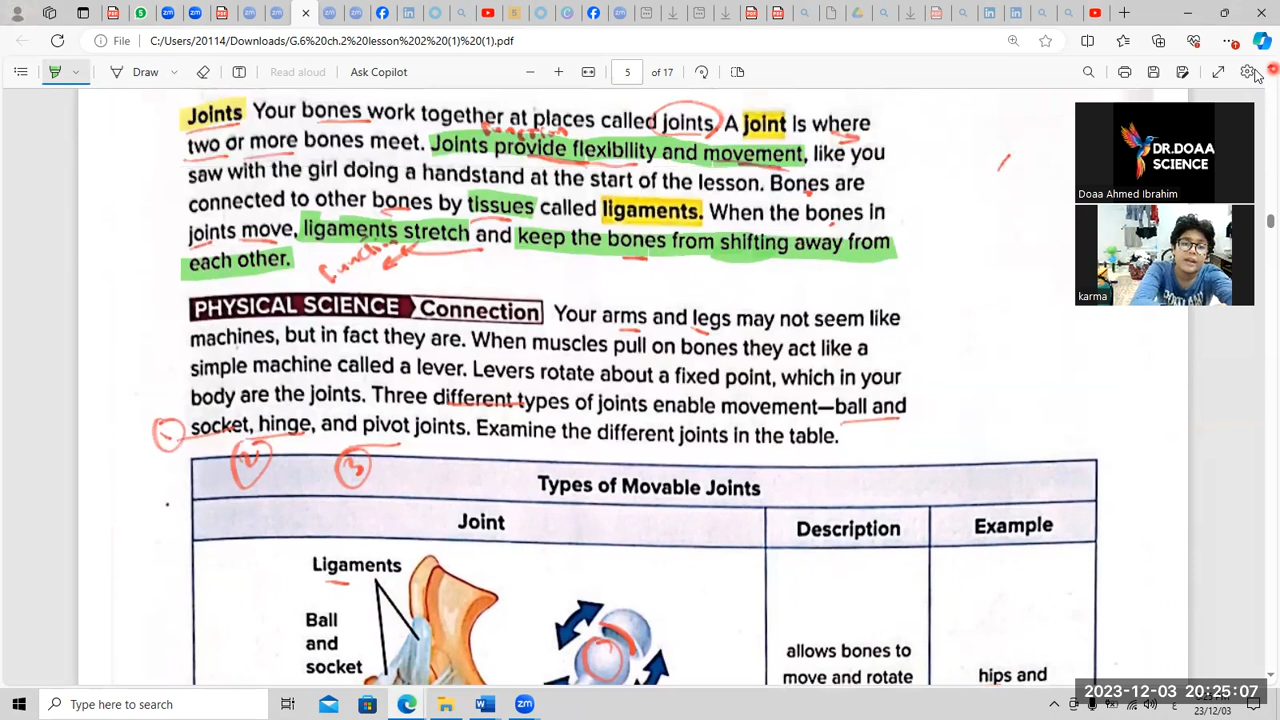 File C:/Users/20114/Downloads/G.6%20ch.2%20lesson%202%20(1)%20(1).pdf
Draw
Read aloud
Ask Copilot
5 of 17
Joints Your bones work together at places called joints. A joint is where
two or more bones meet. Joints provide flexibility and movement, like you
function
saw with the girl doing a handstand at the start of the lesson. Bones are
connected to other bones by tissues called ligaments. When the bones in
joints move, ligaments stretch and keep the bones from shifting away from
each other.
function
PHYSICAL SCIENCE Connection Your arms and legs may not seem like
machines, but in fact they are. When muscles pull on bones they act like a
simple machine called a lever. Levers rotate about a fixed point, which in your
body are the joints. Three different types of joints enable movement—ball and
socket, hinge, and pivot joints. Examine the different joints in the table.
2 3
Types of Movable Joints
Joint Description Example
Ligaments
Ball
and
socket
allows bones to
move and rotate
hips and
DR.DOAA
SCIENCE
Doaa Ahmed Ibrahim
karma
Type here to search
2023-12-03 20:25:07
23/12/03